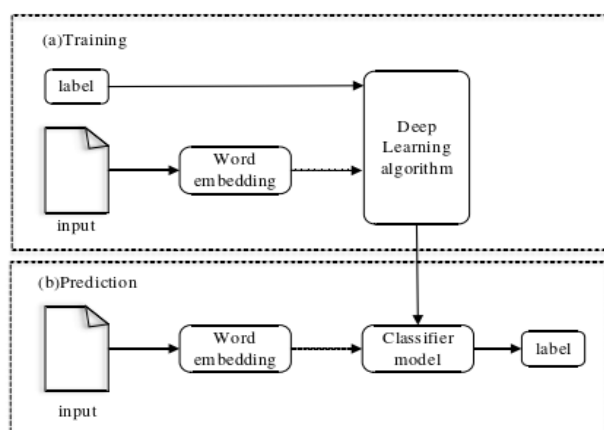 (a)Training
label
Deep
Learning
algorithm
Word
embedding
input
(b)Prediction
Word
embedding
Classifier
model
label
input